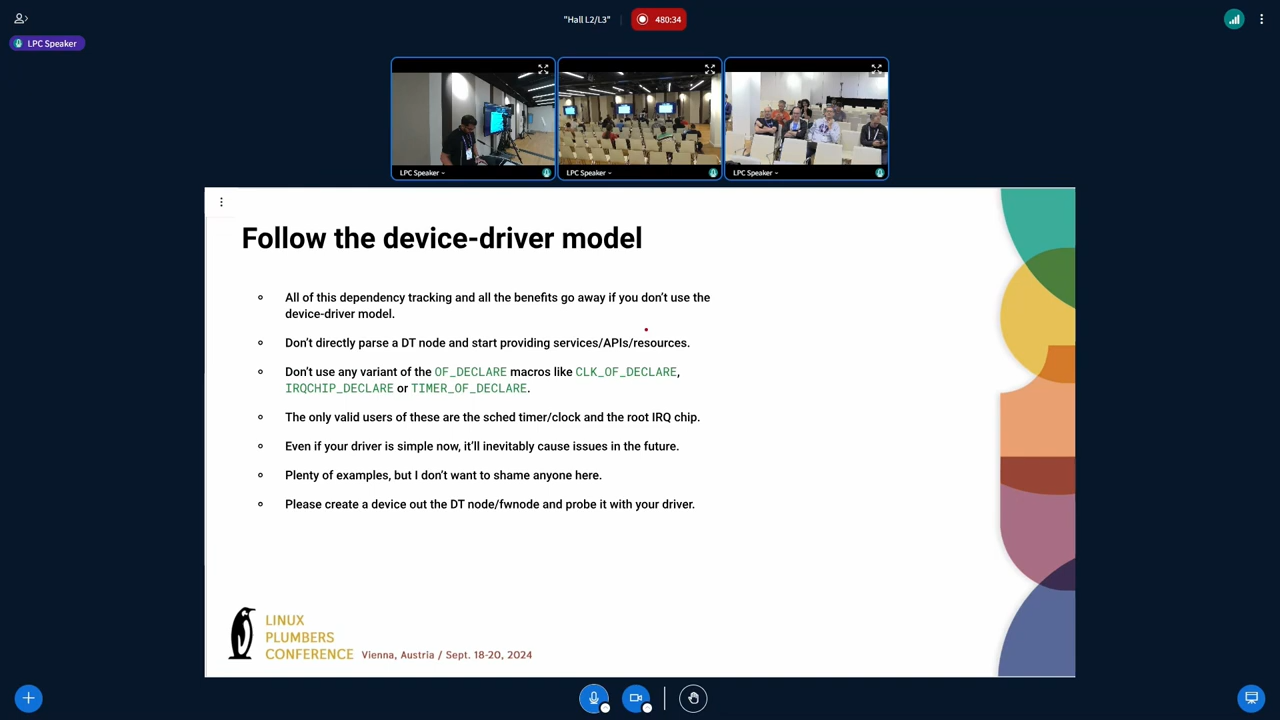 "Hall L2/L3"
480:34
LPC Speaker
LPC Speaker
LPC Speaker
LPC Speaker
Follow the device-driver model
All of this dependency tracking and all the benefits go away if you don't use the
device-driver model.
Don't directly parse a DT node and start providing services/APIs/resources.
Don't use any variant of the OF_DECLARE macros like CLK_OF_DECLARE,
IRQCHIP_DECLARE or TIMER_OF_DECLARE.
The only valid users of these are the sched timer/clock and the root IRQ chip.
Even if your driver is simple now, it'll inevitably cause issues in the future.
Plenty of examples, but I don't want to shame anyone here.
Please create a device out the DT node/fwnode and probe it with your driver.
LINUX
PLUMBERS
CONFERENCE Vienna, Austria / Sept. 18-20, 2024